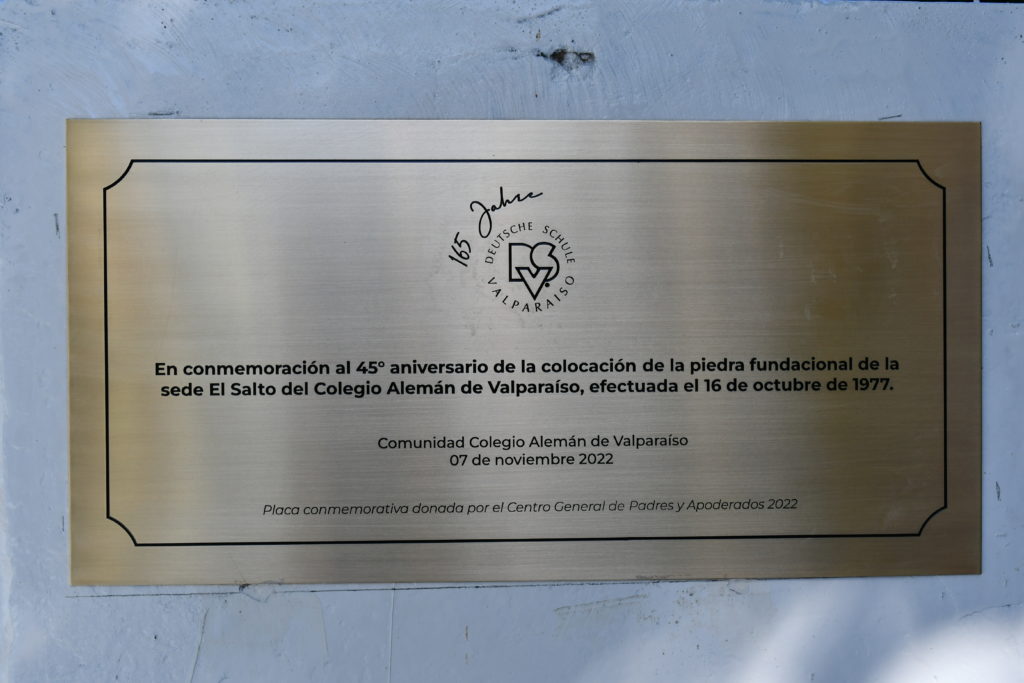 165 Jahre
DEUTSCHE SCHULE
DSV
VALPARAISO
En conmemoración al 45° aniversario de la colocación de la piedra fundacional de la
sede El Salto del Colegio Alemán de Valparaíso, efectuada el 16 de octubre de 1977.
Comunidad Colegio Alemán de Valparaíso
07 de noviembre 2022
Placa conmemorativa donada por el Centro General de Padres y Apoderados 2022